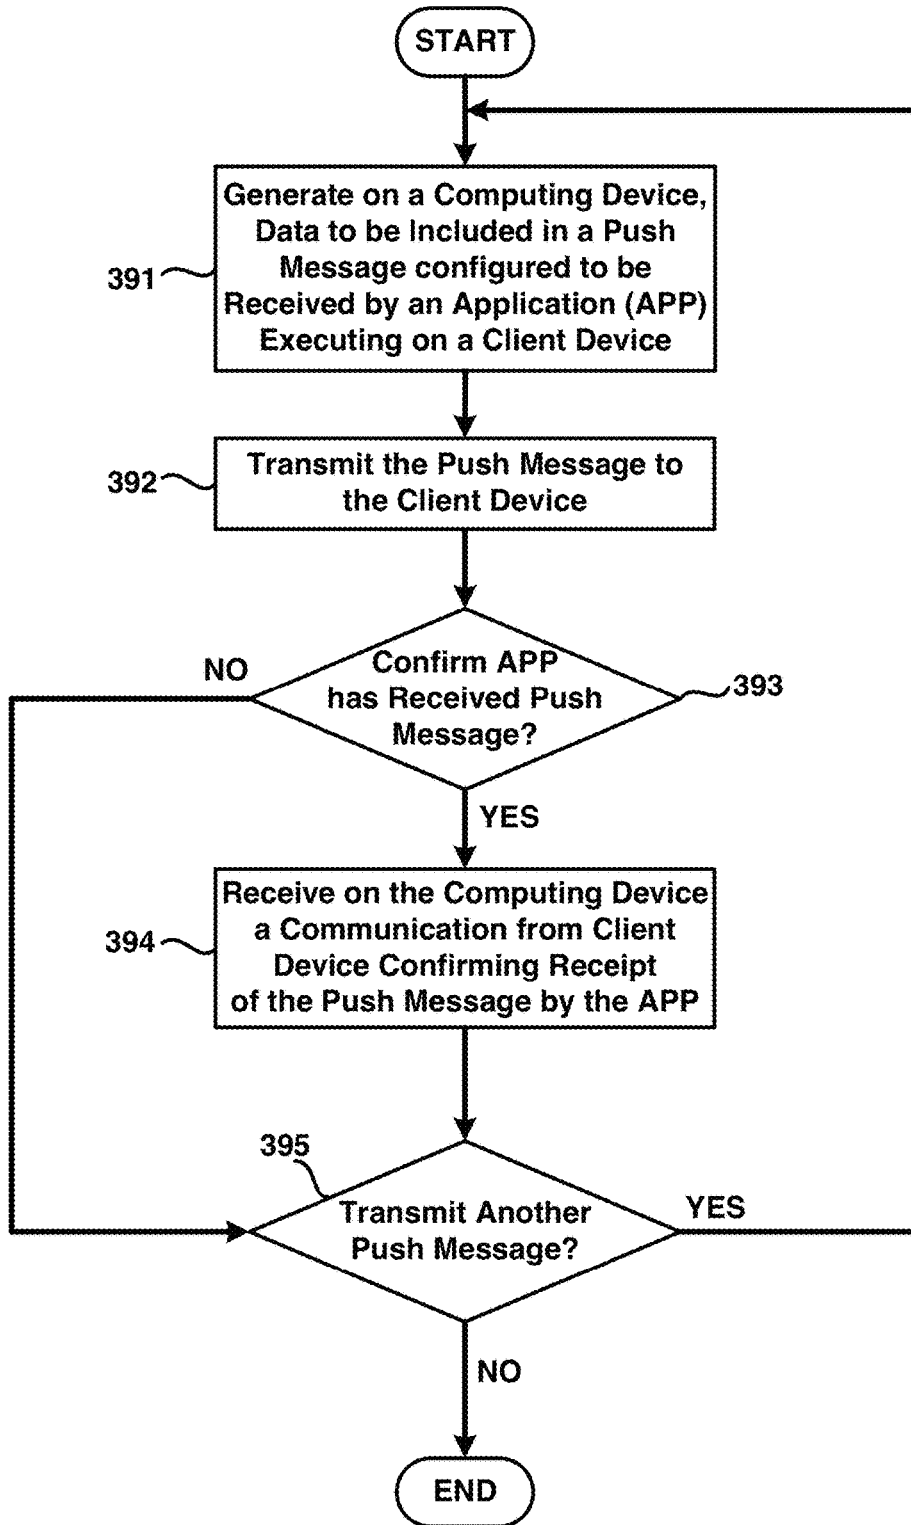 START
Generate on a Computing Device,
Data to be Included in a Push
Message configured to be
Received by an Application (APP)
Executing on a Client Device
391
Transmit the Push Message to
the Client Device
392
Confirm APP
has Received Push
Message?
393
NO
YES
Receive on the Computing Device
a Communication from Client
Device Confirming Receipt
of the Push Message by the APP
394
395
Transmit Another
Push Message?
YES
NO
END